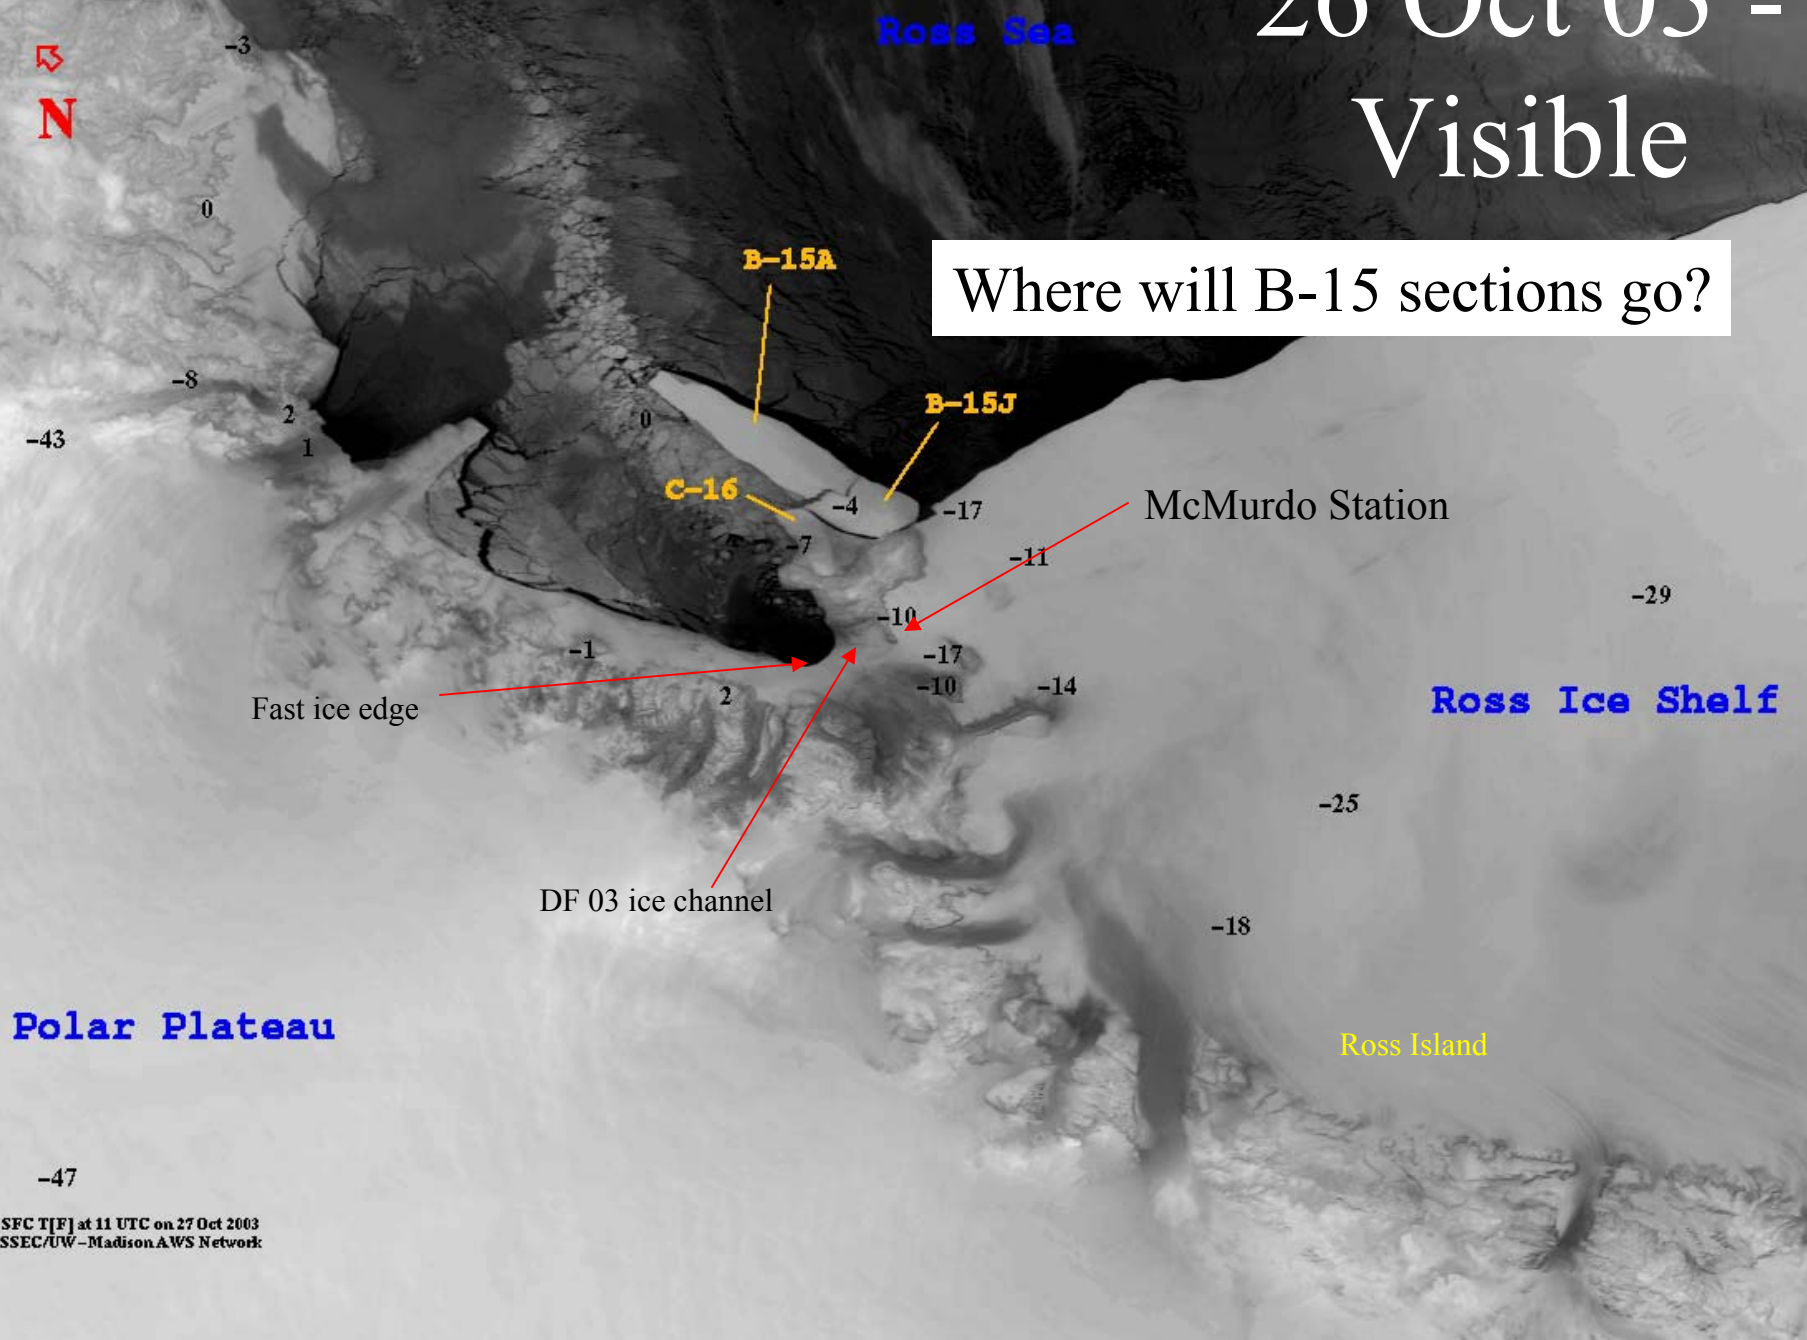 26 Oct 03 -
Visible
Ross Sea
N
-3
0
B-15A
Where will B-15 sections go?
-8
2
1
-43
0
B-15J
C-16
-4
-17
McMurdo Station
-7
-11
-29
-10
-1
-17
2
-10
-14
Fast ice edge
Ross Ice Shelf
-25
DF 03 ice channel
-18
Polar Plateau
Ross Island
-47
SFC T[F] at 11 UTC on 27 Oct 2003
SSEC/UW-Madison AWS Network